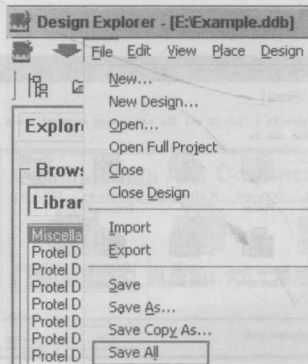 Design Explorer - [E:\Example.ddb]
File Edit View Place Design
New...
New Design...
Open...
Open Full Project
Close
Close Design
Import
Export
Save
Save As...
Save Copy As...
Save All
Explor
Brows
Librar
Miscella
Protel D
Protel D
Protel D
Protel D
Protel D
Protel D
Protel D